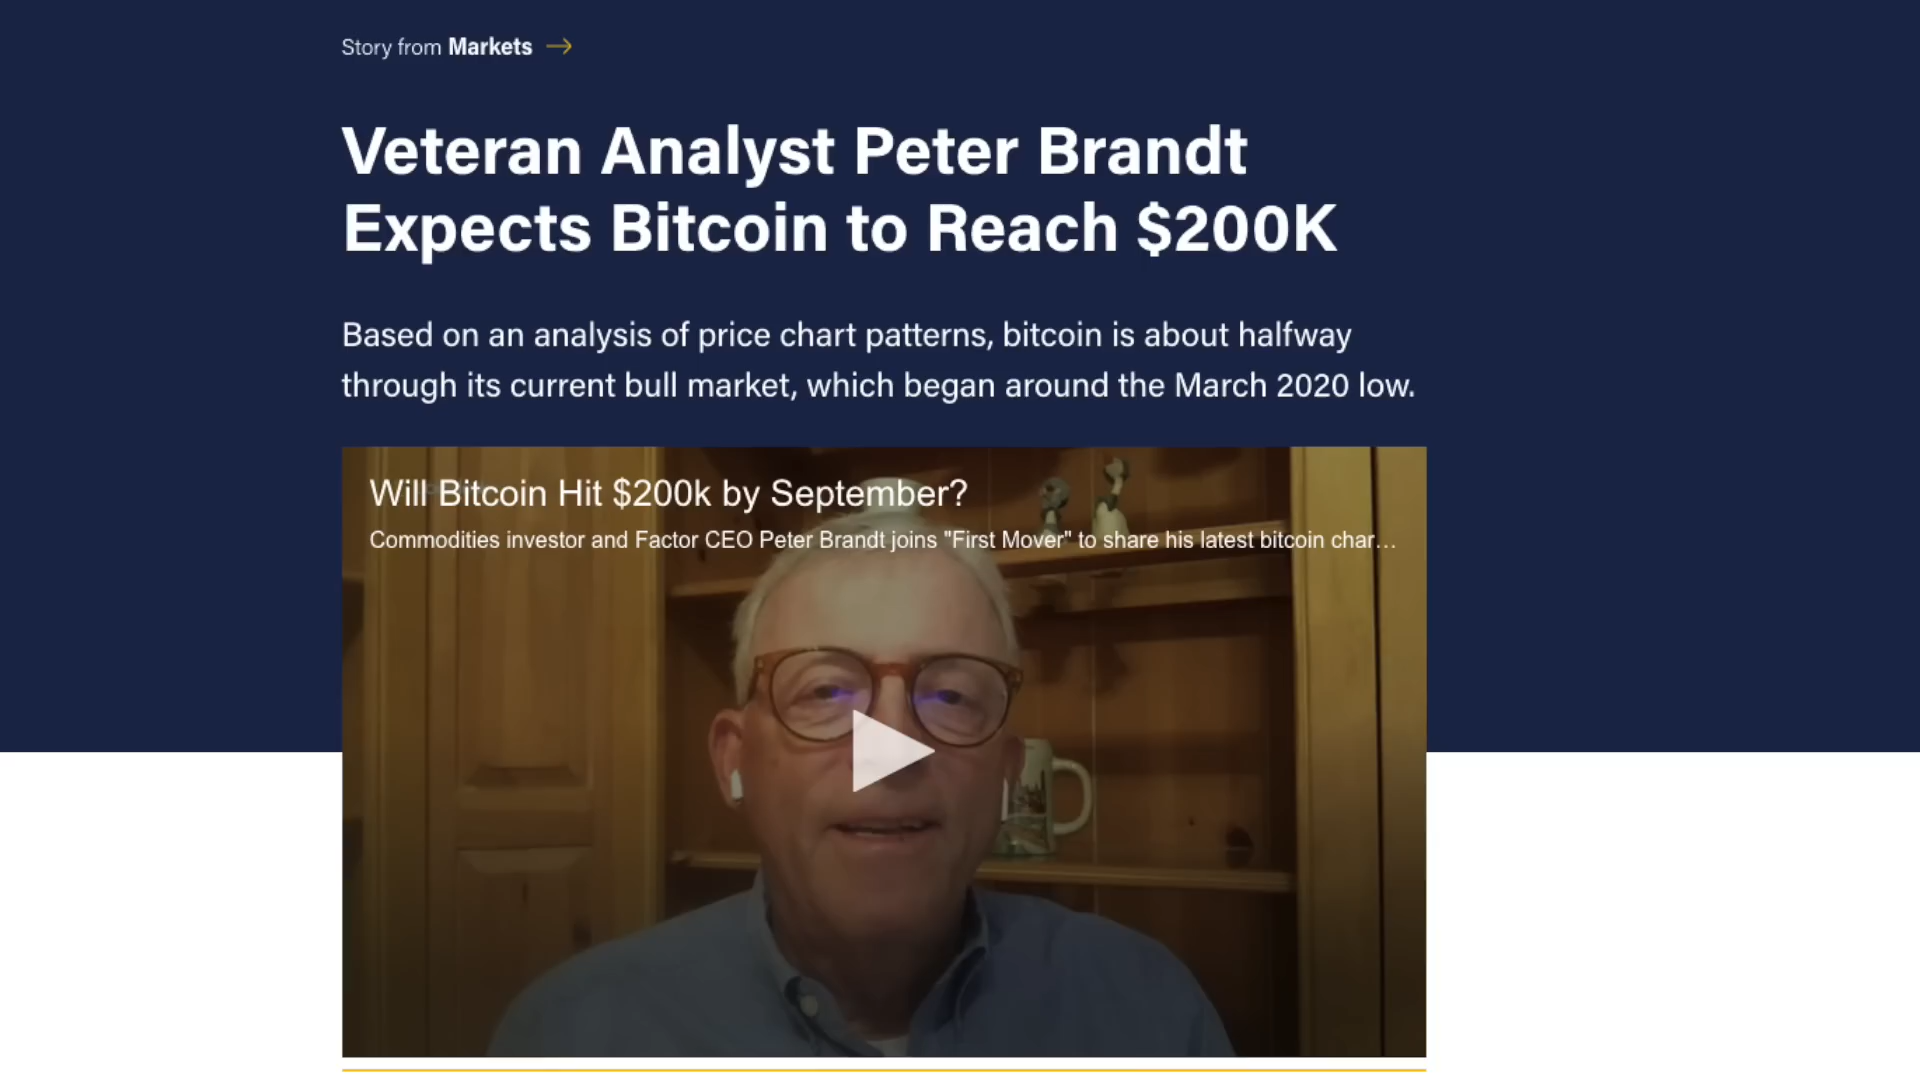 Story from Markets
Veteran Analyst Peter Brandt
Expects Bitcoin to Reach $200K
Based on an analysis of price chart patterns, bitcoin is about halfway
through its current bull market, which began around the March 2020 low.
Will Bitcoin Hit $200k by September?
Commodities investor and Factor CEO Peter Brandt joins "First Mover" to share his latest bitcoin char…